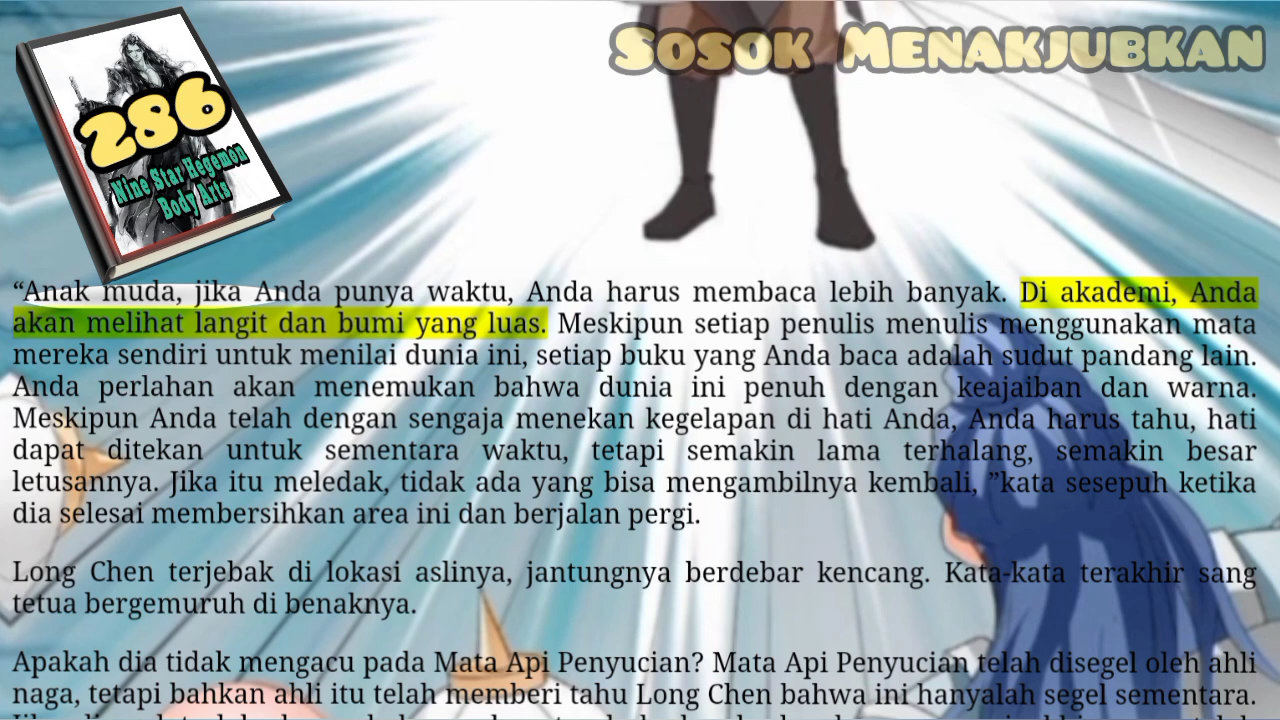 Sosok Menakjubkan
286
Nine Star Hegemon
Body Arts
“Anak muda, jika Anda punya waktu, Anda harus membaca lebih banyak. Di akademi, Anda
akan melihat langit dan bumi yang luas. Meskipun setiap penulis menulis menggunakan mata
mereka sendiri untuk menilai dunia ini, setiap buku yang Anda baca adalah sudut pandang lain.
Anda perlahan akan menemukan bahwa dunia ini penuh dengan keajaiban dan warna.
Meskipun Anda telah dengan sengaja menekan kegelapan di hati Anda, Anda harus tahu, hati
dapat ditekan untuk sementara waktu, tetapi semakin lama terhalang, semakin besar
letusannya. Jika itu meledak, tidak ada yang bisa mengambilnya kembali, ”kata sesepuh ketika
dia selesai membersihkan area ini dan berjalan pergi.
Long Chen terjebak di lokasi aslinya, jantungnya berdebar kencang. Kata-kata terakhir sang
tetua bergemuruh di benaknya.
Apakah dia tidak mengacu pada Mata Api Penyucian? Mata Api Penyucian telah disegel oleh ahli
naga, tetapi bahkan ahli itu telah memberi tahu Long Chen bahwa ini hanyalah segel sementara.